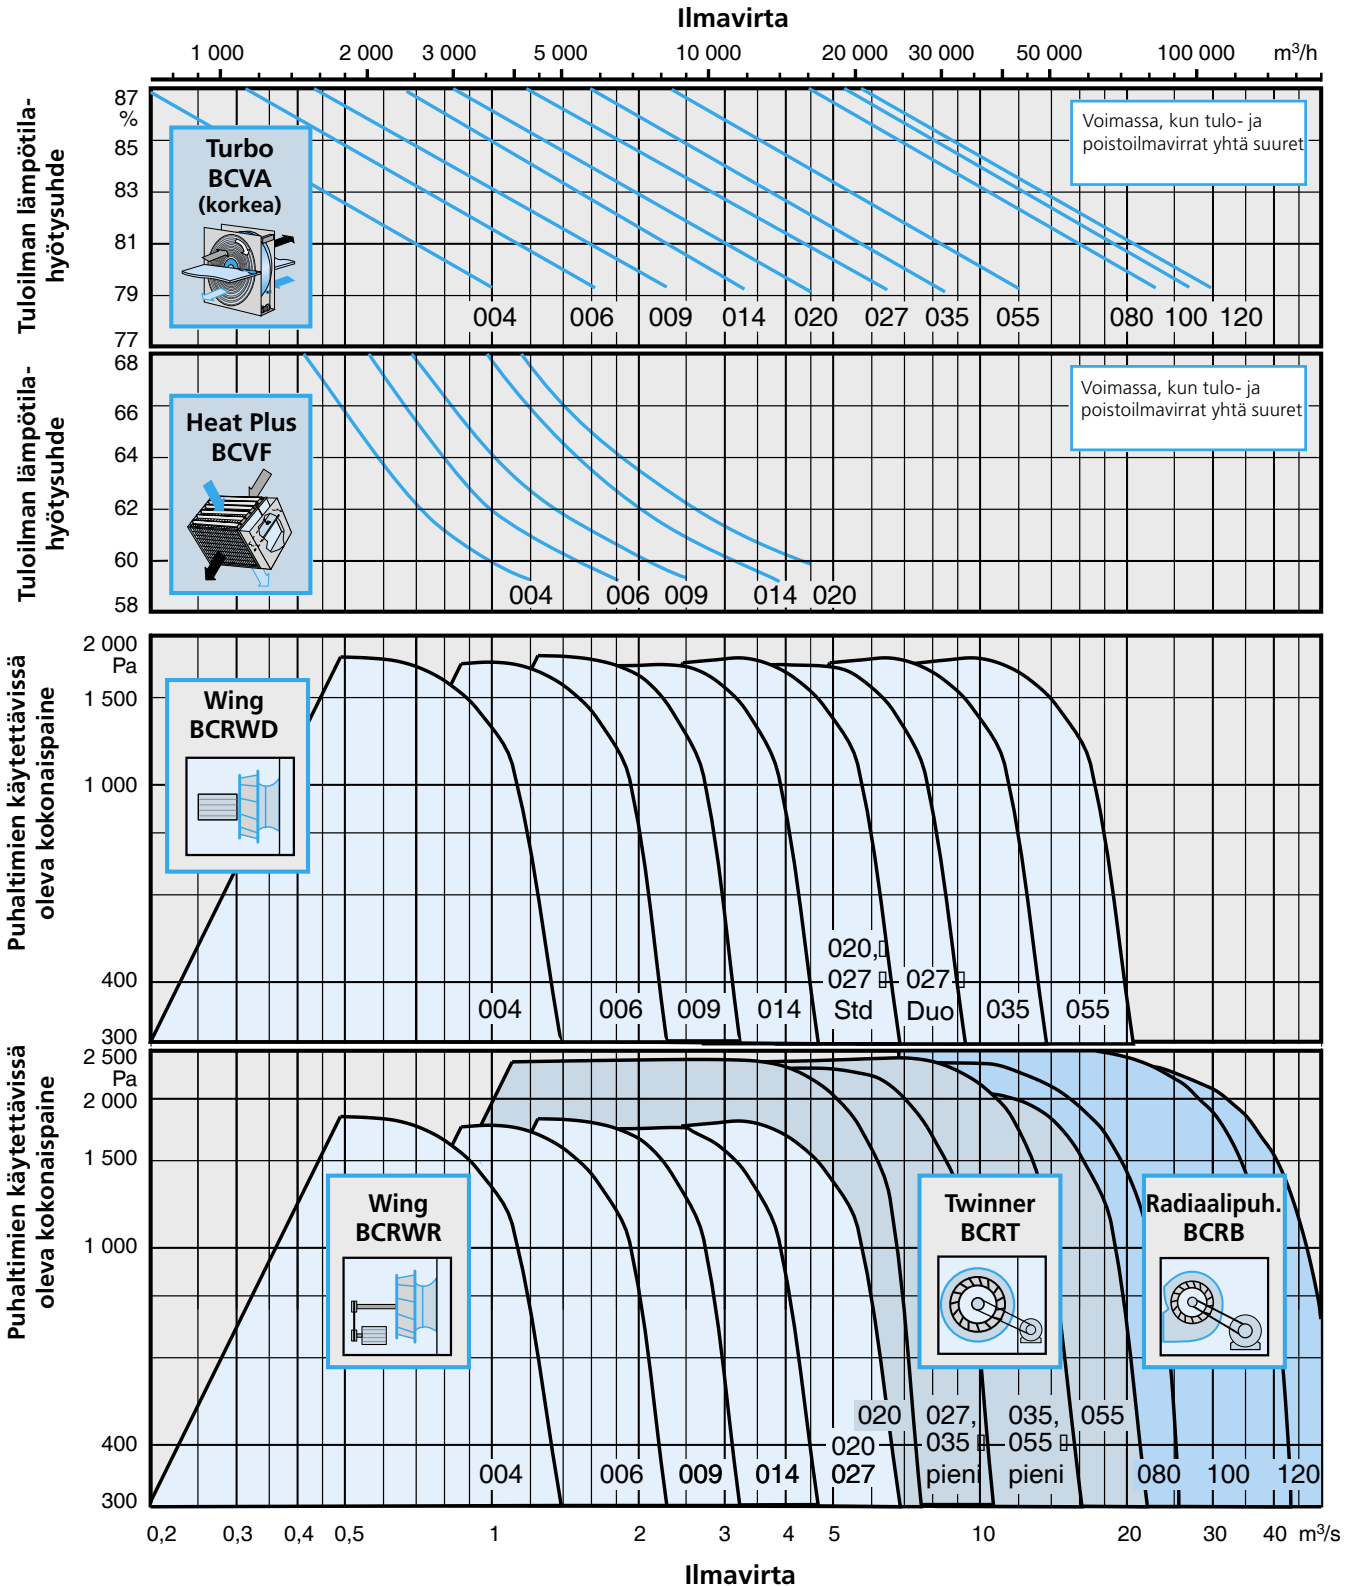 Ilmavirta
1 000 2 000 3 000 5 000 10 000 20 000 30 000 50 000 100 000 m³/h
Tuloilman lämpötila-
hyötysuhde
87
%
85
83
81
79
77
Turbo
BCVA
(korkea)
Voimassa, kun tulo- ja
poistoilmavirrat yhtä suuret
004 006 009 014 020 027 035 055 080 100 120
Tuloilman lämpötila-
hyötysuhde
68
66
64
62
60
58
Heat Plus
BCVF
Voimassa, kun tulo- ja
poistoilmavirrat yhtä suuret
004 006 009 014 020
Puhaltimien käytettävissä
oleva kokonaispaine
2 000
Pa
1 500
1 000
400
300
Wing
BCRWD
004 006 009 014
020,
027
Std
027
Duo
035 055
Puhaltimien käytettävissä
oleva kokonaispaine
2 500
Pa
2 000
1 500
1 000
400
300
Wing
BCRWR
Twinner
BCRT
Radiaalipuh.
BCRB
004 006 009 014
020
027
020
027,
035
pieni
035,
055
pieni
055
080 100 120
0,2 0,3 0,4 0,5 1 2 3 4 5 10 20 30 40 m³/s
Ilmavirta